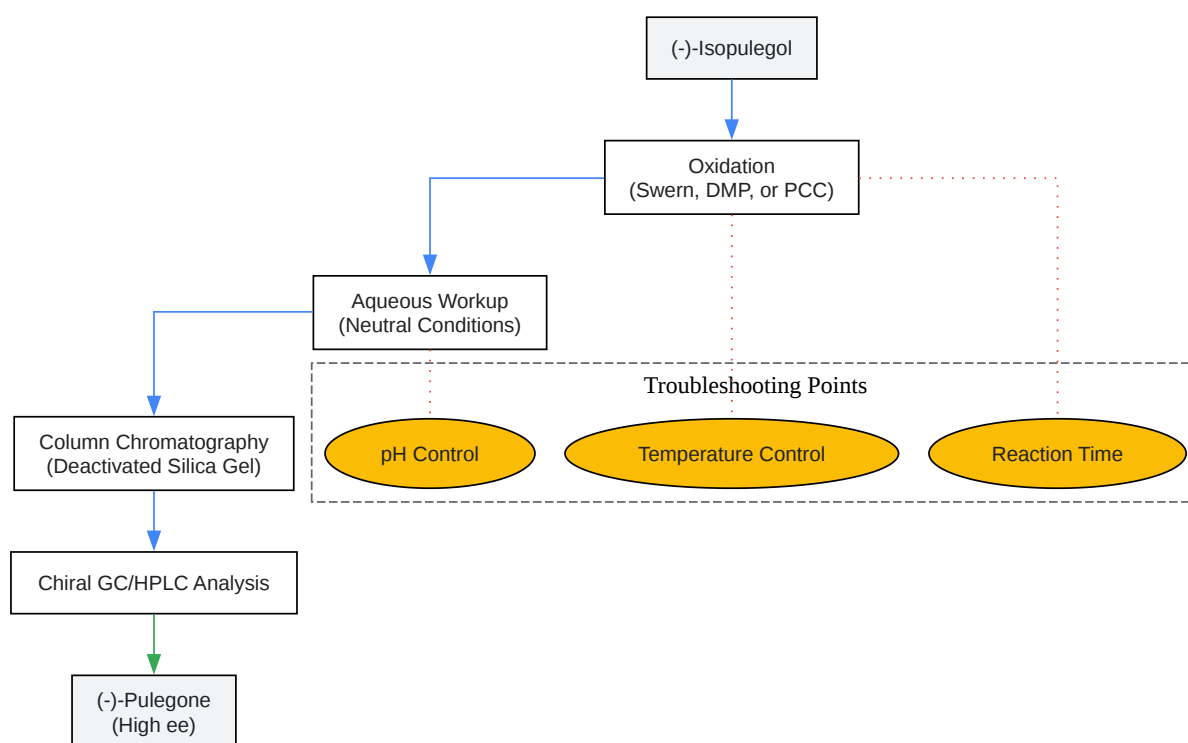 (-)-Isopulegol
Oxidation
(Swern, DMP, or PCC)
Aqueous Workup
(Neutral Conditions)
Troubleshooting Points
Column Chromatography
(Deactivated Silica Gel)
pH Control
Temperature Control
Reaction Time
Chiral GC/HPLC Analysis
(-)-Pulegone
(High ee)